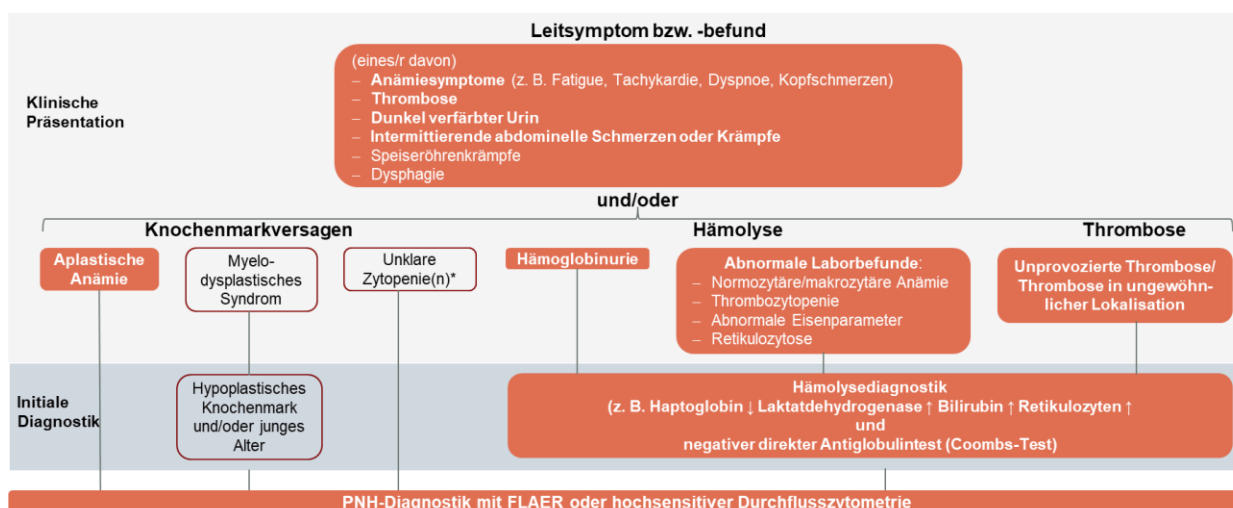 Leitsymptom bzw. -befund
Klinische
Präsentation
(eines/r davon)
– Anämiesymptome (z. B. Fatigue, Tachykardie, Dyspnoe, Kopfschmerzen)
– Thrombose
– Dunkel verfärbter Urin
– Intermittierende abdominelle Schmerzen oder Krämpfe
– Speiseröhrenkrämpfe
– Dysphagie
und/oder
Knochenmarkversagen
Hämolyse
Thrombose
Aplastische
Anämie
Myelo-
dysplastisches
Syndrom
Unklare
Zytopenie(n)*
Hämoglobinurie
Abnormale Laborbefunde:
– Normozytäre/makrozytäre Anämie
– Thrombozytopenie
– Abnormale Eisenparameter
– Retikulozytose
Unprovozierte Thrombose/
Thrombose in ungewöhn-
licher Lokalisation
Initiale
Diagnostik
Hypoplastisches
Knochenmark
und/oder junges
Alter
Hämolysediagnostik
(z. B. Haptoglobin ↓ Laktatdehydrogenase ↑ Bilirubin ↑ Retikulozyten ↑
und
negativer direkter Antiglobulintest (Coombs-Test)
PNH-Diagnostik mit FLAER oder hochsensitiver Durchflusszytometrie